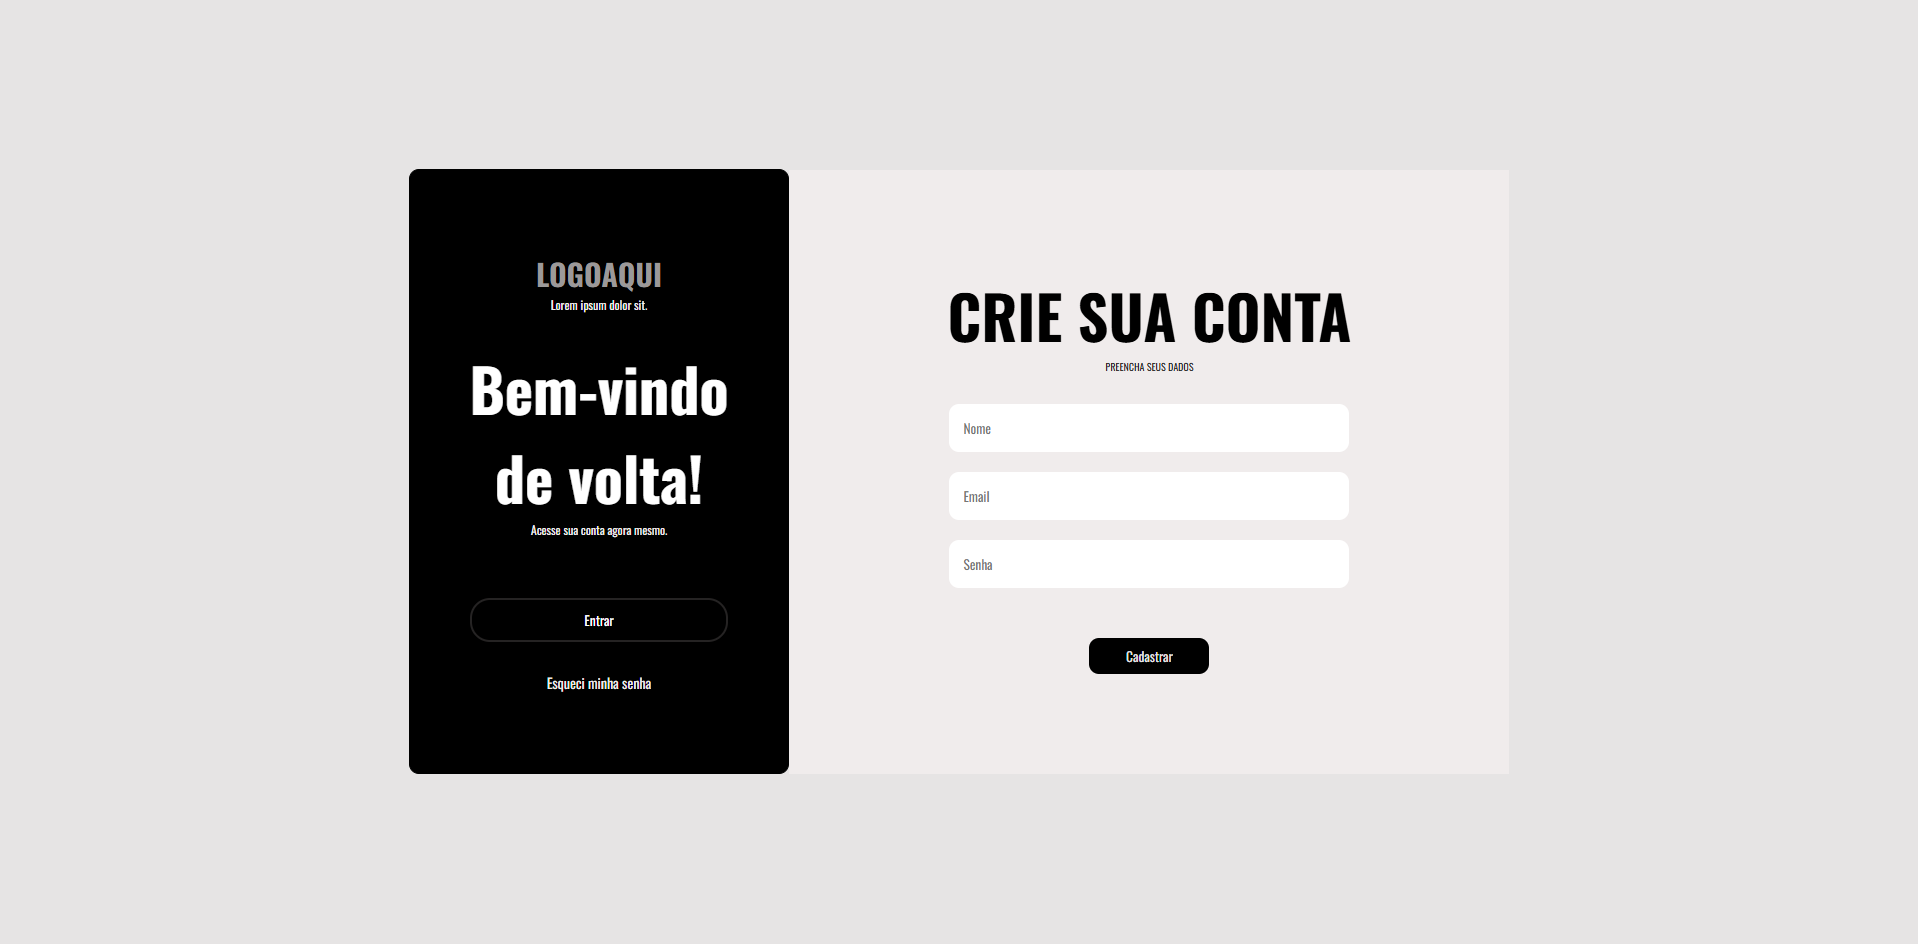 LOGOAQUI
Lorem ipsum dolor sit.
Bem-vindo
de volta!
Acesse sua conta agora mesmo.
Entrar
Esqueci minha senha
CRIE SUA CONTA
PREENCHA SEUS DADOS
Nome
Email
Senha
Cadastrar